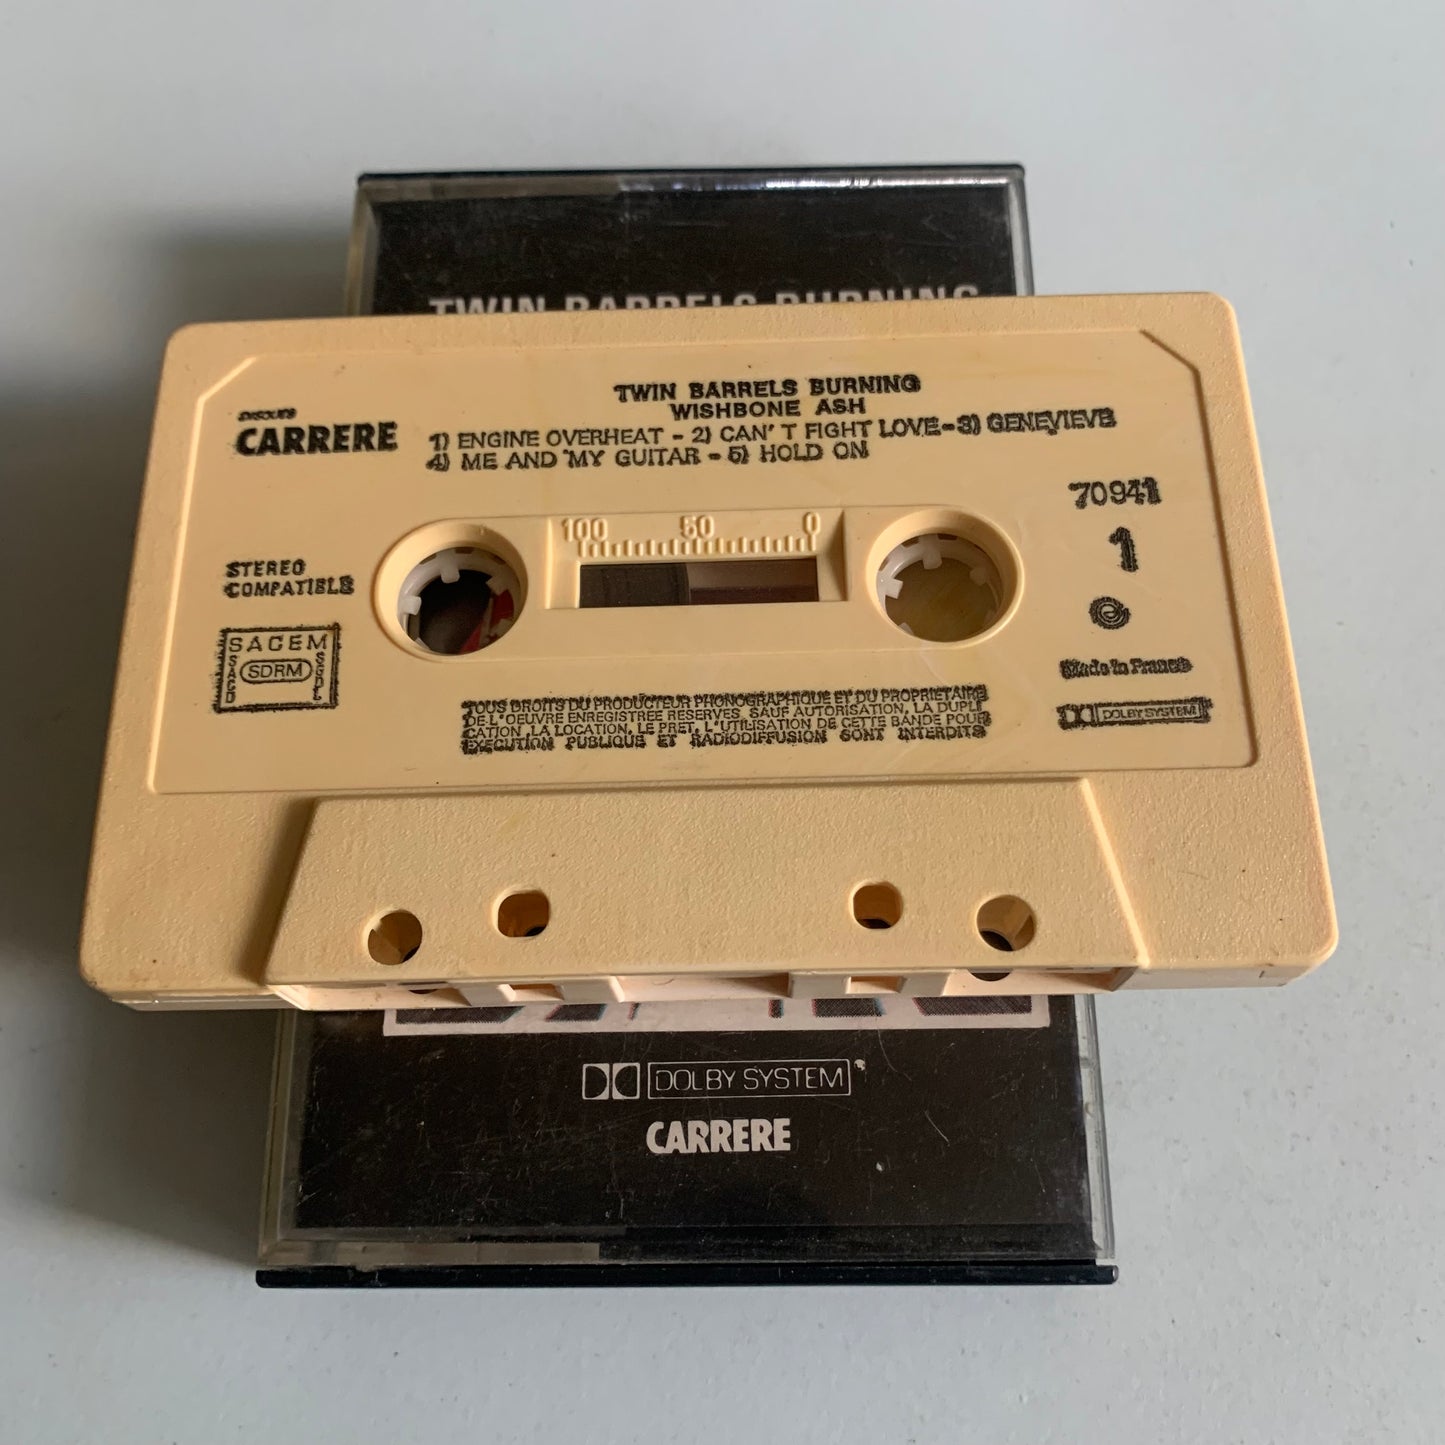 TWIN BARRELS BURNING
TWIN BARRELS BURNING
WISHBONE ASH
DISQUES
CARRERE
1) ENGINE OVERHEAT - 2) CAN'T FIGHT LOVE - 3) GENEVIEVE
4) ME AND MY GUITAR - 5) HOLD ON
70941
100 50 0
1
STEREO
COMPATIBLE
SACEM
SACD
SDRM
SGDL
Made in France
DOLBY SYSTEM
TOUS DROITS DU PRODUCTEUR PHONOGRAPHIQUE ET DU PROPRIETAIRE
DE L'OEUVRE ENREGISTREE RESERVES SAUF AUTORISATION, LA DUPLI
CATION, LA LOCATION, LE PRET, L'UTILISATION DE CETTE BANDE POUR
EXECUTION PUBLIQUE ET RADIODIFFUSION SONT INTERDITS
DOLBY SYSTEM
CARRERE